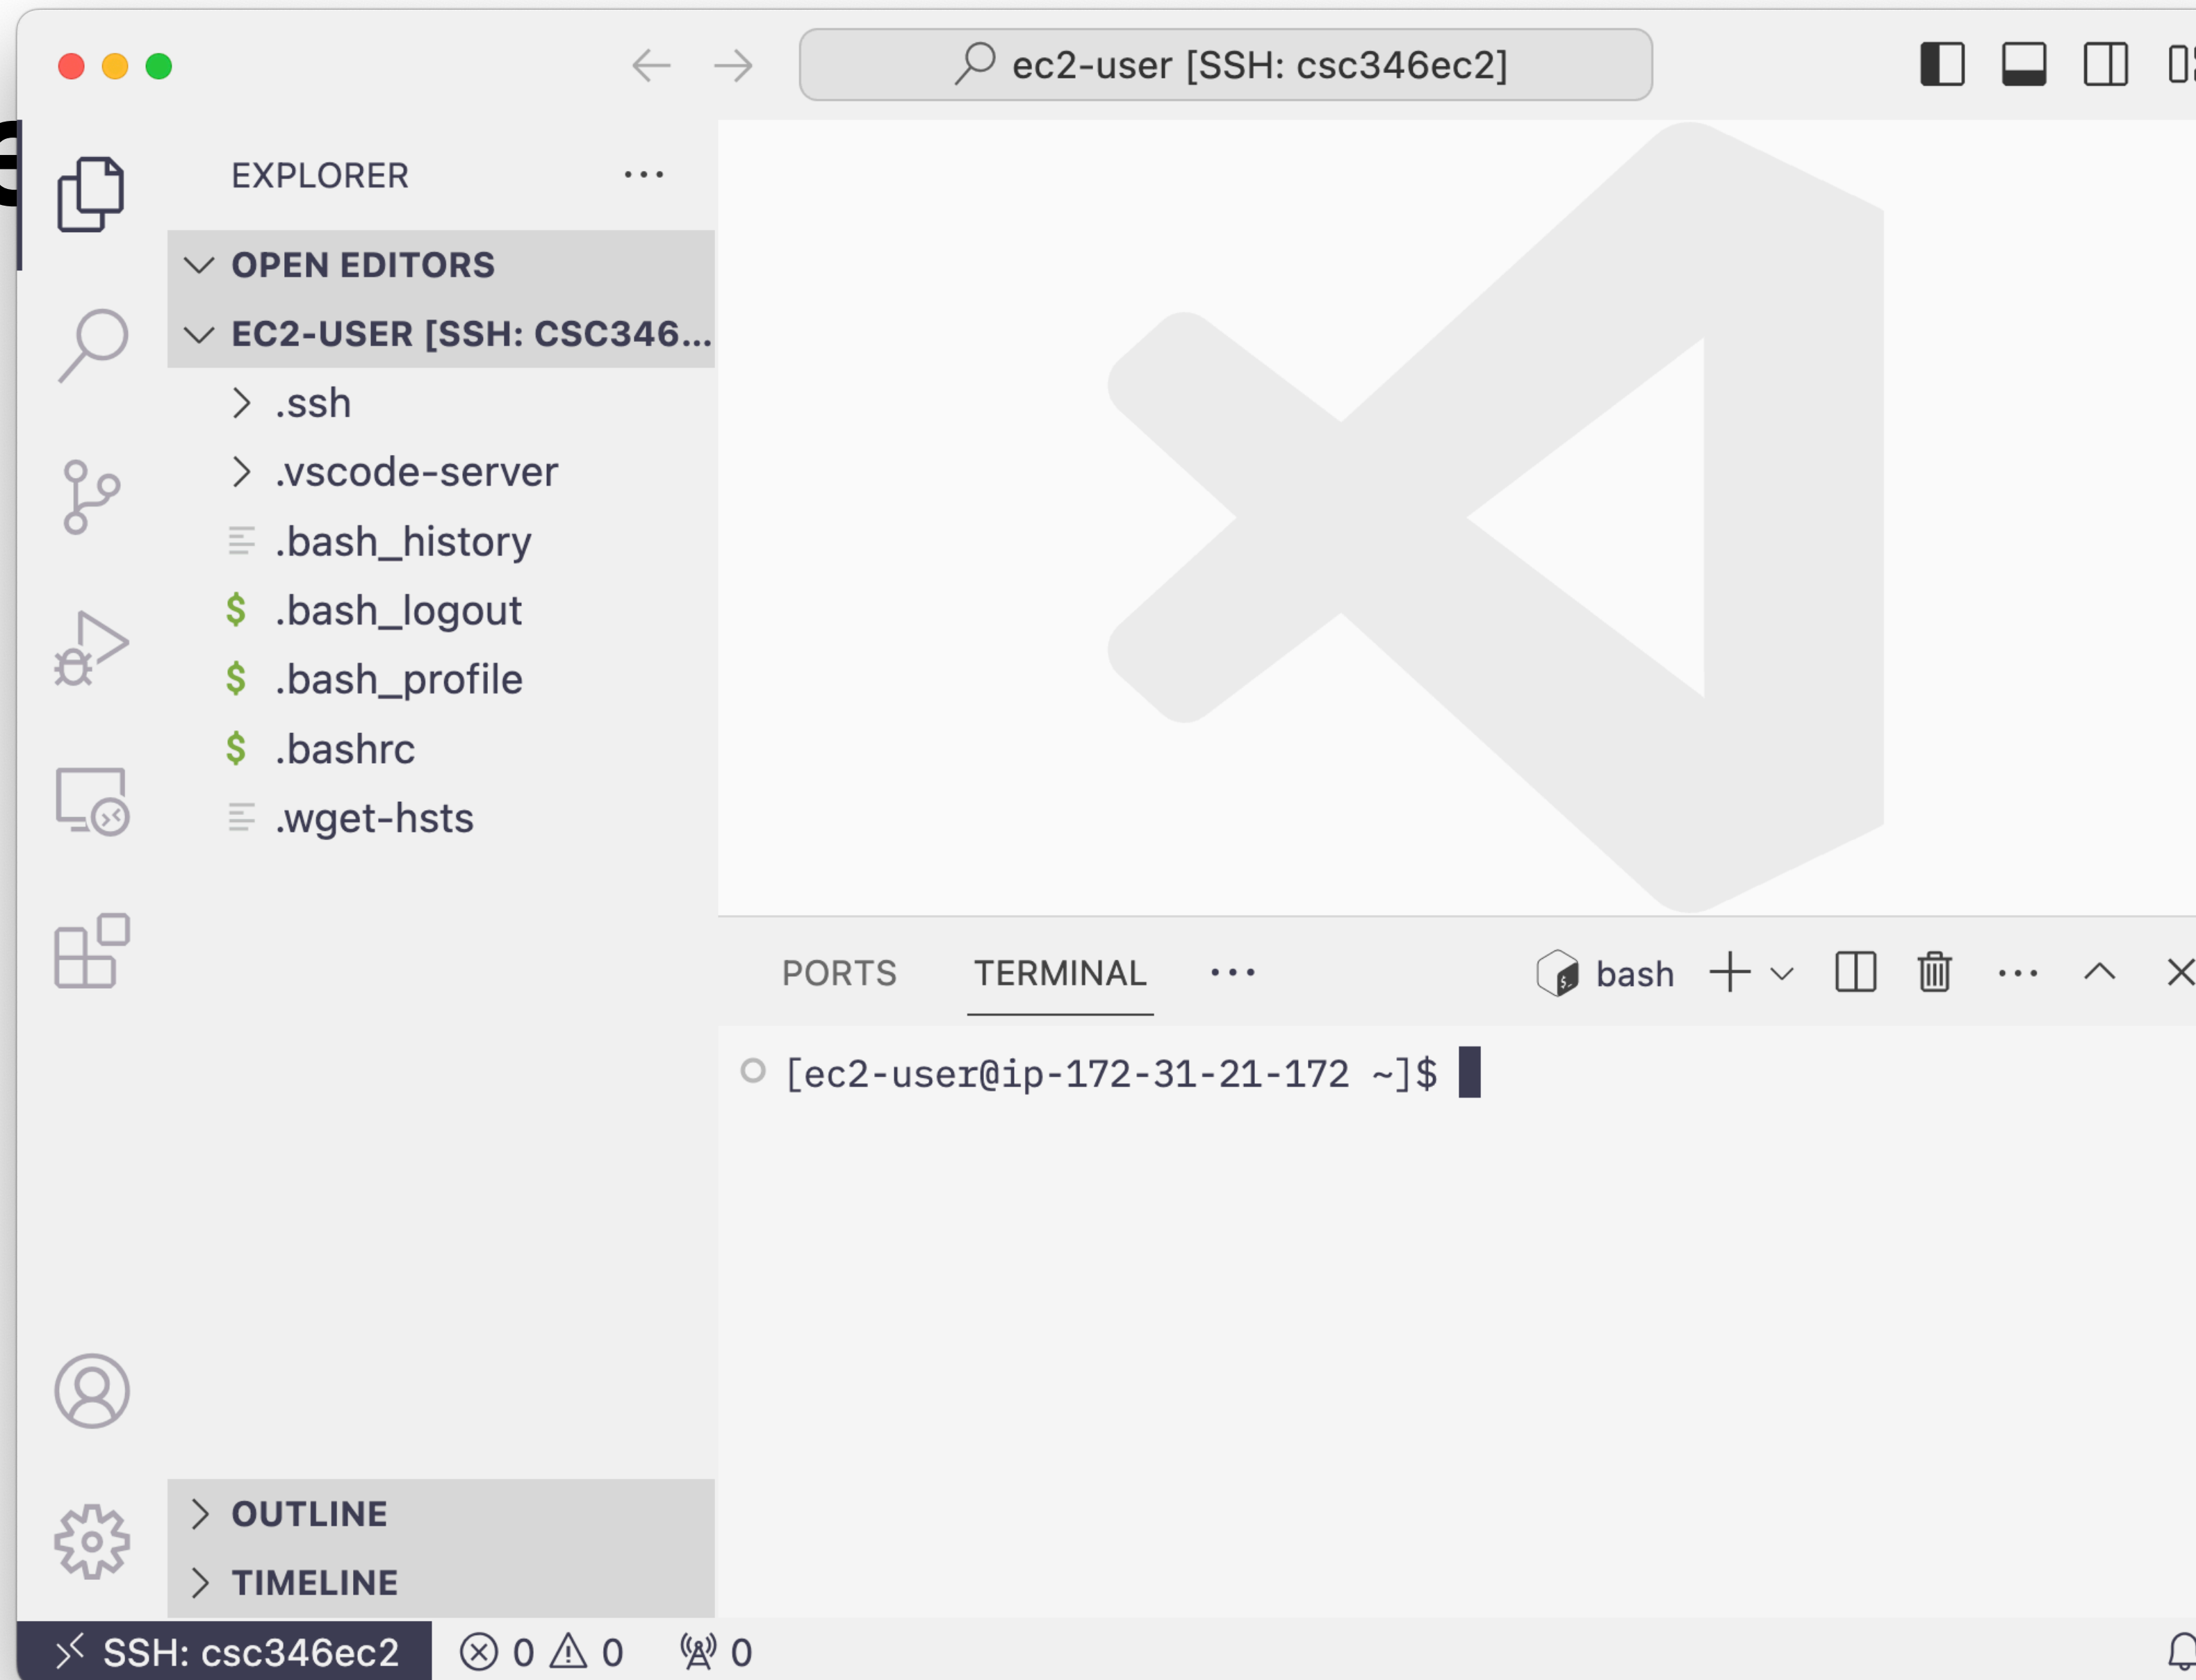 ec2-user [SSH: csc346ec2]
e
EXPLORER
OPEN EDITORS
EC2-USER [SSH: CSC346...
.ssh
.vscode-server
.bash_history
.bash_logout
.bash_profile
.bashrc
.wget-hsts
OUTLINE
TIMELINE
PORTS TERMINAL ... bash
[ec2-user@ip-172-31-21-172 ~]$
SSH: csc346ec2 0 0 0